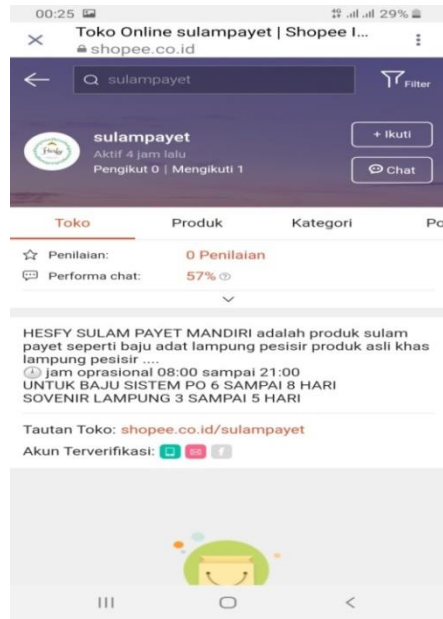 00:25 29%
Toko Online sulampayet | Shopee I...
shopee.co.id
sulampayet
Filter
sulampayet
+ Ikuti
Aktif 4 jam lalu
Pengikut 0 | Mengikuti 1
Chat
Toko Produk Kategori Po
Penilaian: 0 Penilaian
Performa chat: 57%
HESFY SULAM PAYET MANDIRI adalah produk sulam
payet seperti baju adat lampung pesisir produk asli khas
lampung pesisir ....
jam oprasional 08:00 sampai 21:00
UNTUK BAJU SISTEM PO 6 SAMPAI 8 HARI
SOVENIR LAMPUNG 3 SAMPAI 5 HARI
Tautan Toko: shopee.co.id/sulampayet
Akun Terverifikasi: